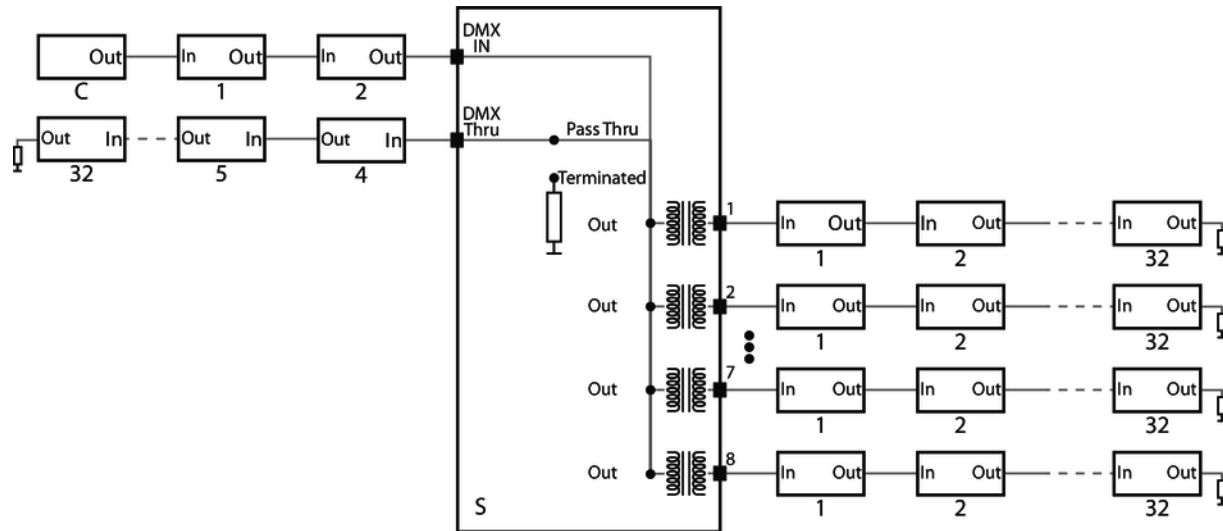 DMX
IN
Out In Out In Out
C 1 2
DMX
Thru
Pass Thru
Out In Out In Out In
32 5 4
Terminated
Out 1 In Out In Out In Out
1 2 32
Out 2 In Out In Out In Out
1 2 32
Out 7 In Out In Out In Out
1 2 32
Out 8 In Out In Out In Out
S 1 2 32